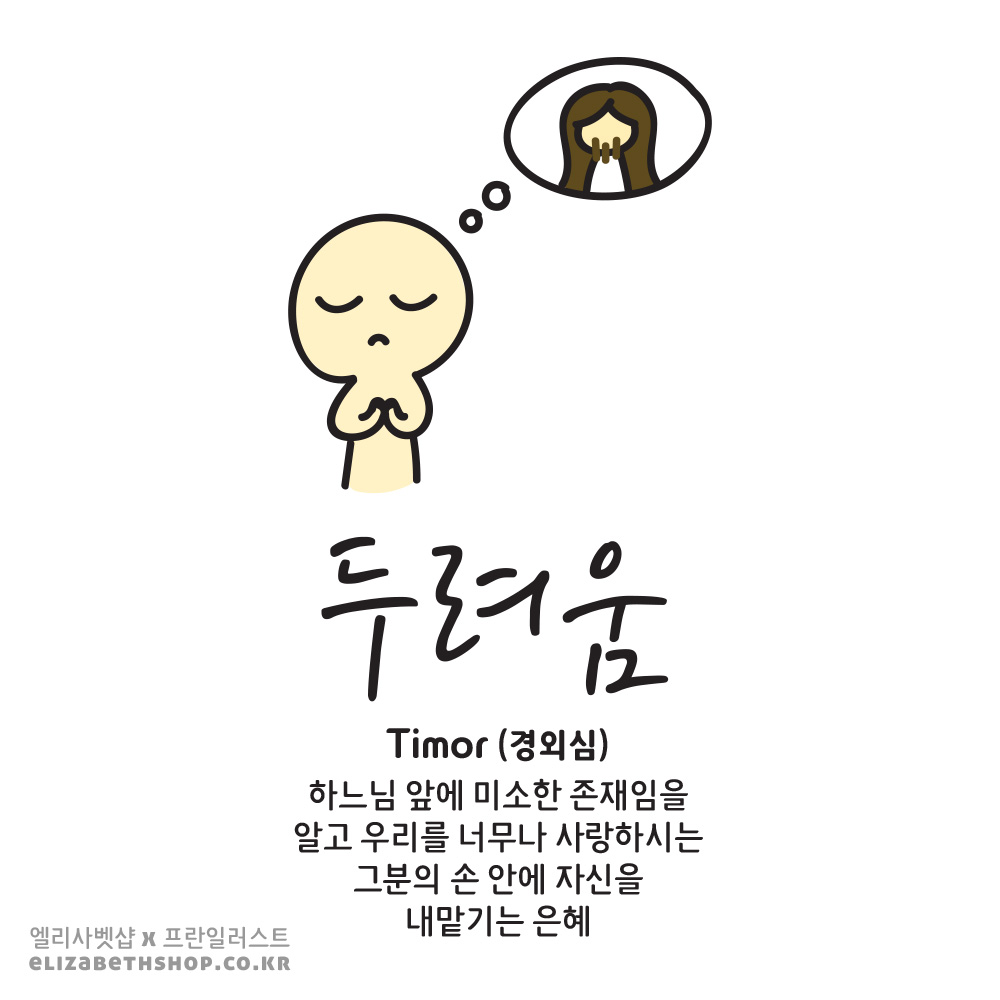 두려움
Timor (경외심)
하느님 앞에 미소한 존재임을
알고 우리를 너무나 사랑하시는
그분의 손 안에 자신을
내맡기는 은혜
엘리사벳샵 x 프란일러스트
eLIZaBeTHSHOP.CO.KR